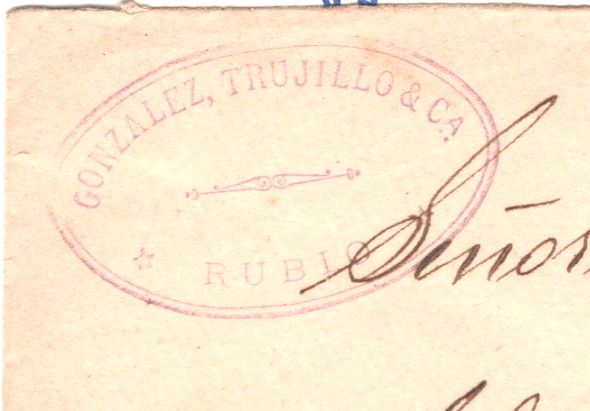 GONZALEZ, TRUJILLO & CA.
RUBIO
Señor